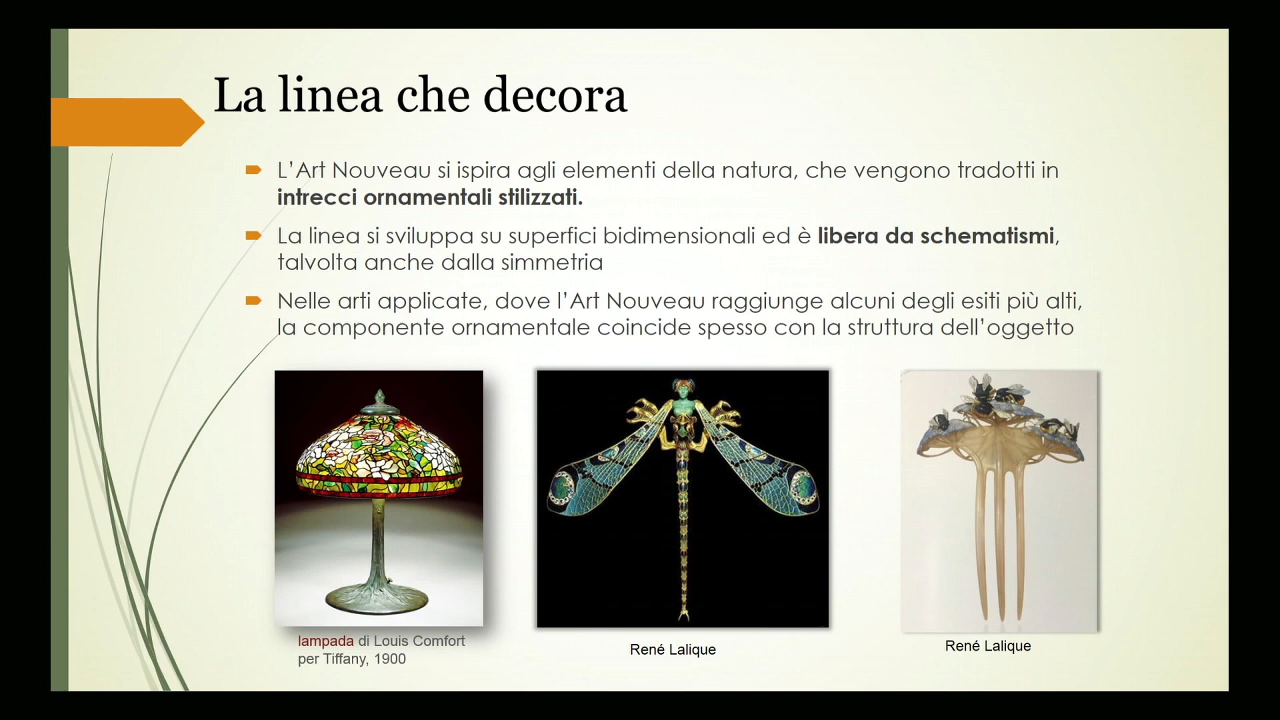 La linea che decora
L’Art Nouveau si ispira agli elementi della natura, che vengono tradotti in
intrecci ornamentali stilizzati.
La linea si sviluppa su superfici bidimensionali ed è libera da schematismi,
talvolta anche dalla simmetria
Nelle arti applicate, dove l’Art Nouveau raggiunge alcuni degli esiti più alti,
la componente ornamentale coincide spesso con la struttura dell’oggetto
lampada di Louis Comfort
per Tiffany, 1900
René Lalique
René Lalique